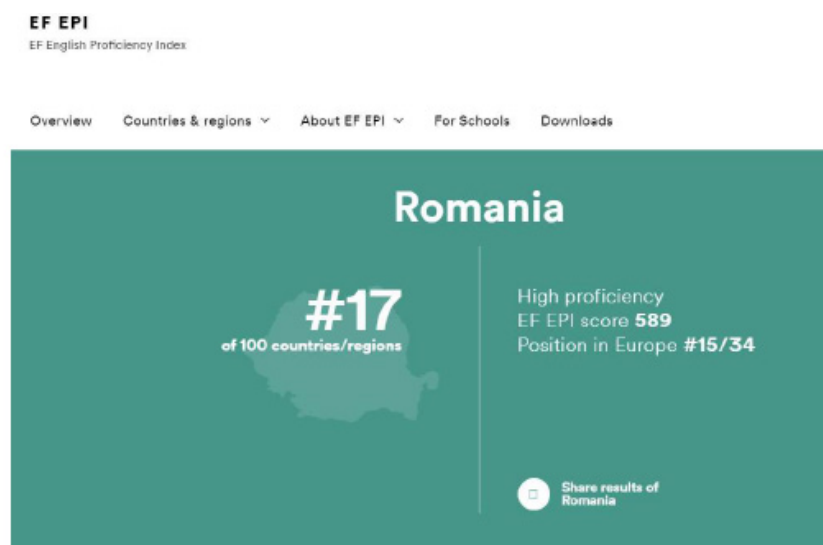 EF EPI
EF English Proficiency Index
Overview Countries & regions About EF EPI For Schools Downloads
Romania
#17
of 100 countries/regions
High proficiency
EF EPI score 589
Position in Europe #15/34
Share results of
Romania